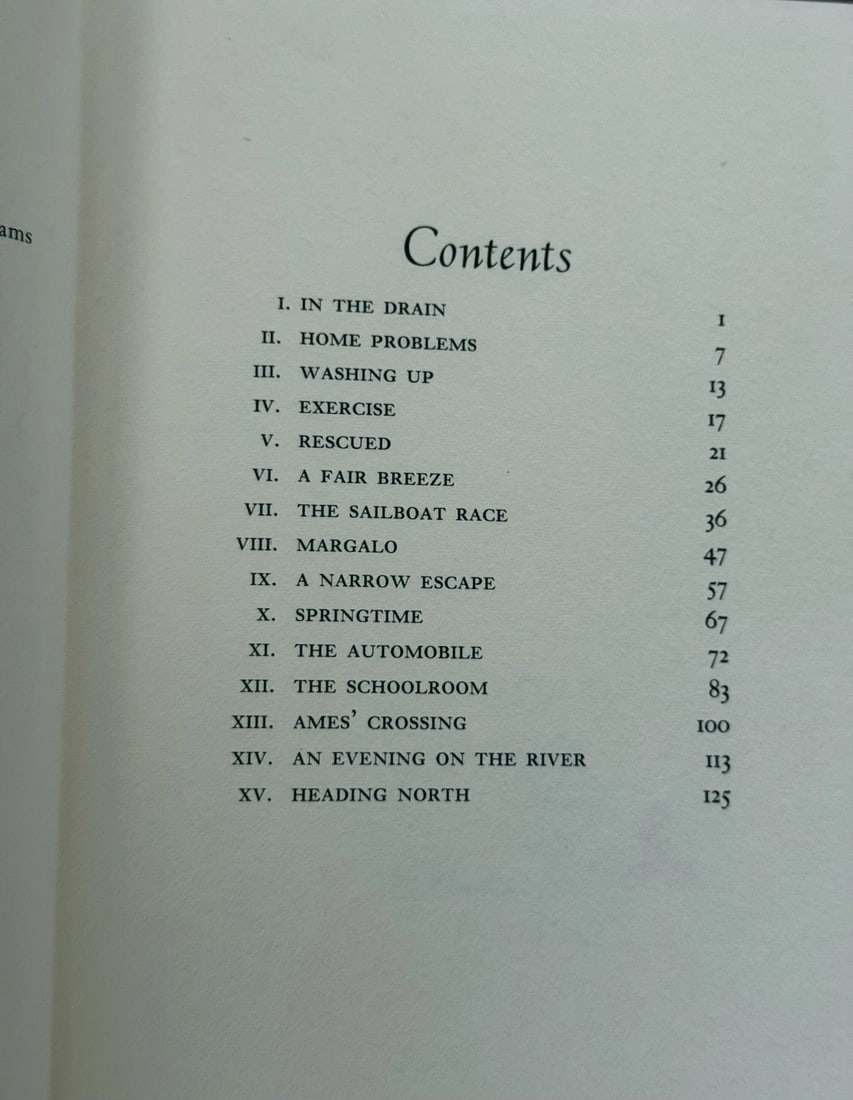 ams
Contents
I. IN THE DRAIN 1
II. HOME PROBLEMS 7
III. WASHING UP 13
IV. EXERCISE 17
V. RESCUED 21
VI. A FAIR BREEZE 26
VII. THE SAILBOAT RACE 36
VIII. MARGALO 47
IX. A NARROW ESCAPE 57
X. SPRINGTIME 67
XI. THE AUTOMOBILE 72
XII. THE SCHOOLROOM 83
XIII. AMES' CROSSING 100
XIV. AN EVENING ON THE RIVER 113
XV. HEADING NORTH 125